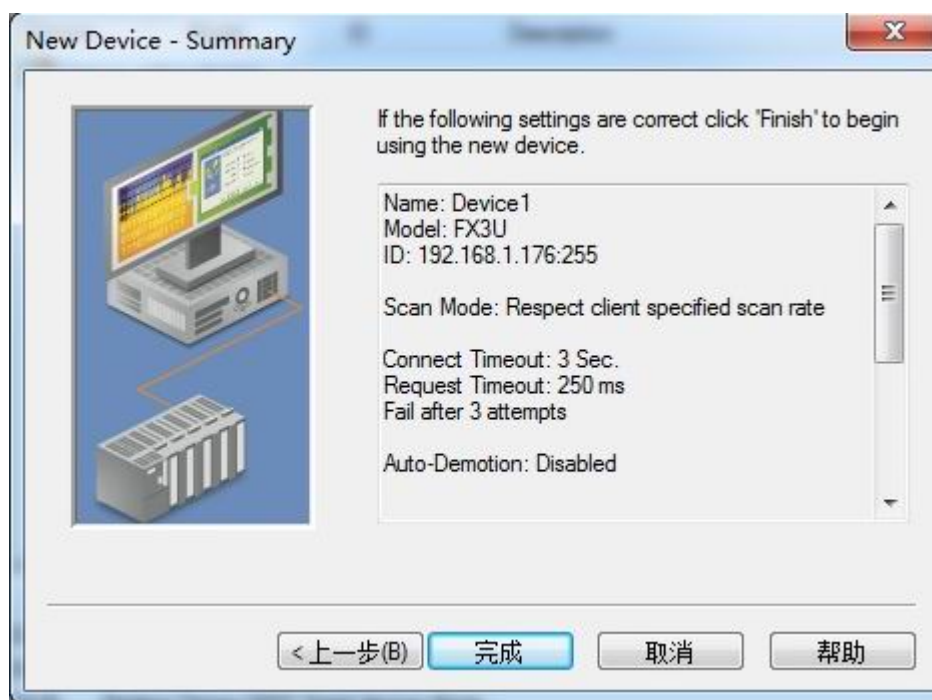 New Device - Summary
If the following settings are correct click 'Finish' to begin
using the new device.
Name: Device1
Model: FX3U
ID: 192.168.1.176:255
Scan Mode: Respect client specified scan rate
Connect Timeout: 3 Sec.
Request Timeout: 250 ms
Fail after 3 attempts
Auto-Demotion: Disabled
<上一步(B)
完成
取消
帮助